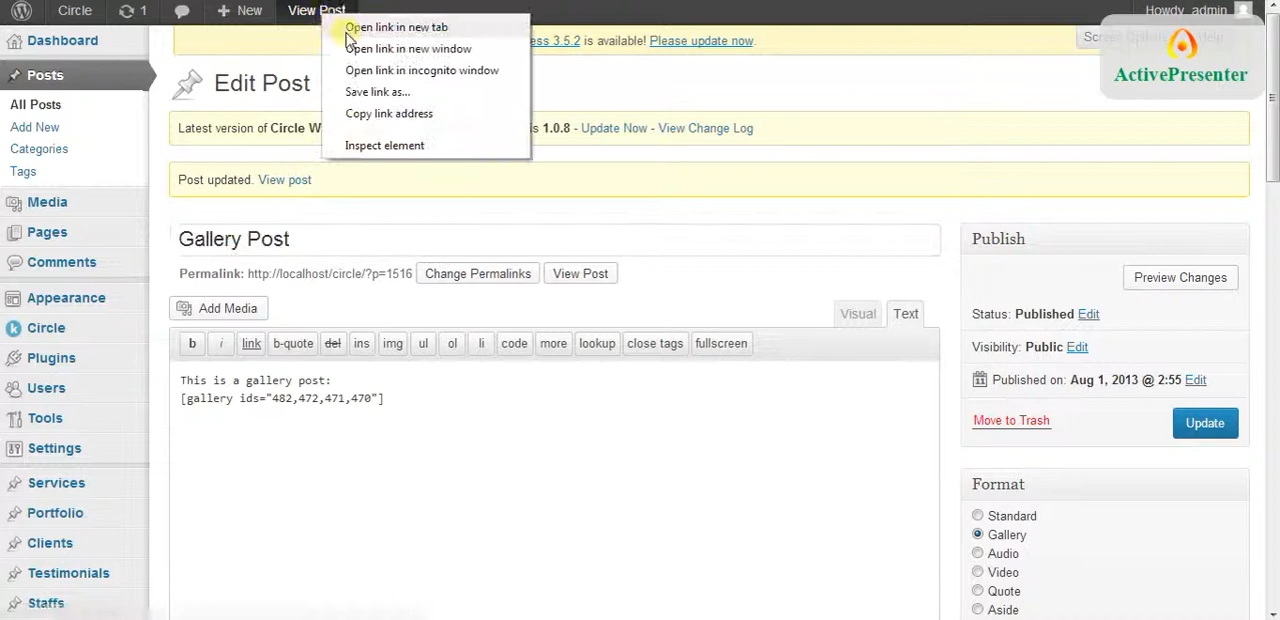 Circle 1 + New View Post Howdy, admin
Open link in new tab
Open link in new window
Open link in incognito window
Save link as...
Copy link address
Inspect element
ess 3.5.2 is available! Please update now.
Screen Options Help
ActivePresenter
Dashboard
Posts
All Posts
Add New
Categories
Tags
Media
Pages
Comments
Appearance
Circle
Plugins
Users
Tools
Settings
Services
Portfolio
Clients
Testimonials
Staffs
Edit Post
Latest version of Circle W is 1.0.8 - Update Now - View Change Log
Post updated. View post
Gallery Post
Permalink: http://localhost/circle/?p=1516 Change Permalinks View Post
Add Media
Visual Text
b i link b-quote del ins img ul ol li code more lookup close tags fullscreen
This is a gallery post:
[gallery ids="482,472,471,470"]
Publish
Preview Changes
Status: Published Edit
Visibility: Public Edit
Published on: Aug 1, 2013 @ 2:55 Edit
Move to Trash Update
Format
Standard
Gallery
Audio
Video
Quote
Aside